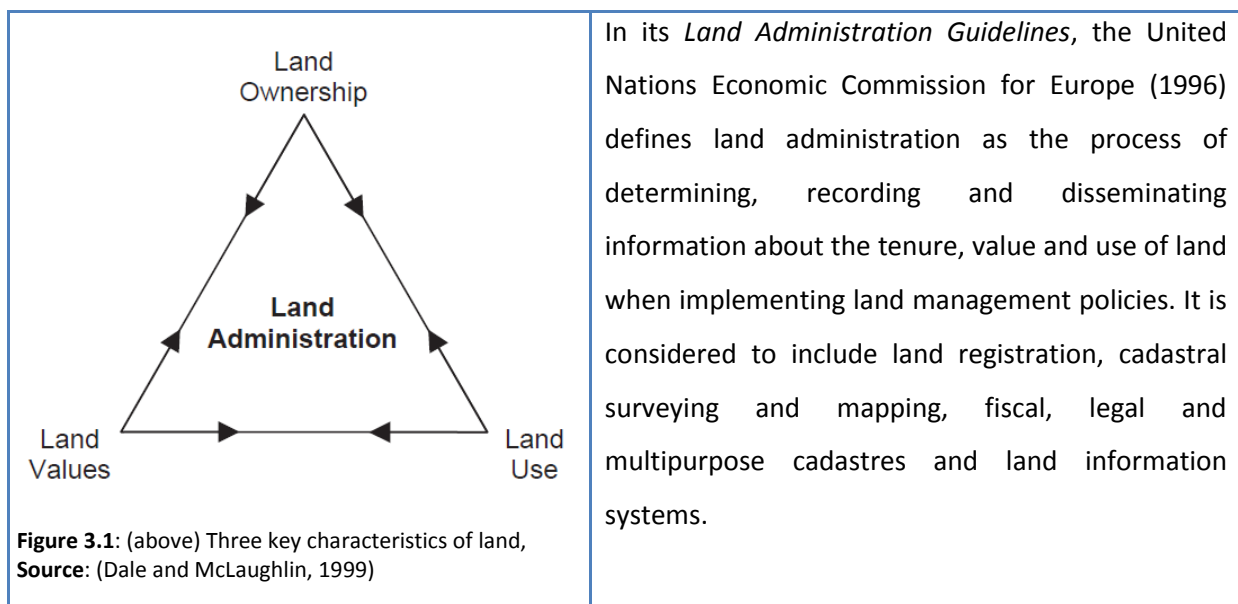 Land
Ownership
Land
Administration
Land
Values
Land
Use
Figure 3.1: (above) Three key characteristics of land,
Source: (Dale and McLaughlin, 1999)
In its Land Administration Guidelines, the United
Nations Economic Commission for Europe (1996)
defines land administration as the process of
determining, recording and disseminating
information about the tenure, value and use of land
when implementing land management policies. It is
considered to include land registration, cadastral
surveying and mapping, fiscal, legal and
multipurpose cadastres and land information
systems.